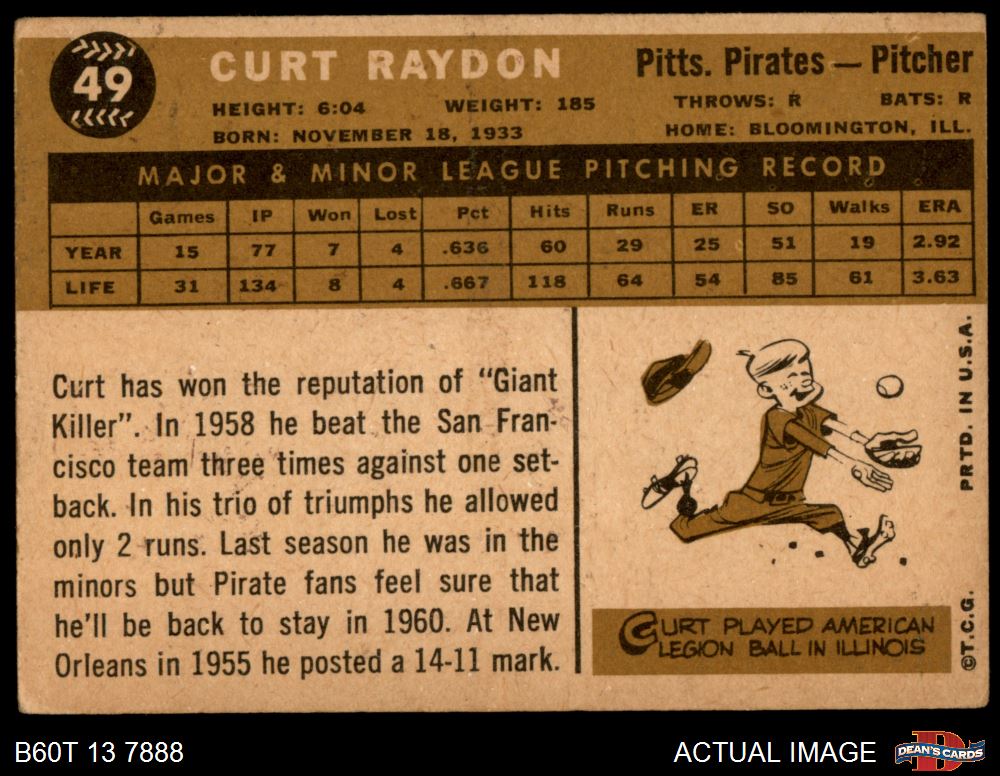 49
CURT RAYDON
Pitts. Pirates — Pitcher
HEIGHT: 6:04 WEIGHT: 185 THROWS: R BATS: R
BORN: NOVEMBER 18, 1933 HOME: BLOOMINGTON, ILL.
MAJOR & MINOR LEAGUE PITCHING RECORD
Games IP Won Lost Pct Hits Runs ER SO Walks ERA
YEAR 15 77 7 4 .636 60 29 25 51 19 2.92
LIFE 31 134 8 4 .667 118 64 54 85 61 3.63
Curt has won the reputation of “Giant
Killer”. In 1958 he beat the San Fran-
cisco team three times against one set-
back. In his trio of triumphs he allowed
only 2 runs. Last season he was in the
minors but Pirate fans feel sure that
he'll be back to stay in 1960. At New
Orleans in 1955 he posted a 14-11 mark.
CURT PLAYED AMERICAN
LEGION BALL IN ILLINOIS
©T.C.G. PRTD. IN U.S.A.
B60T 13 7888
ACTUAL IMAGE
DEAN'S CARDS